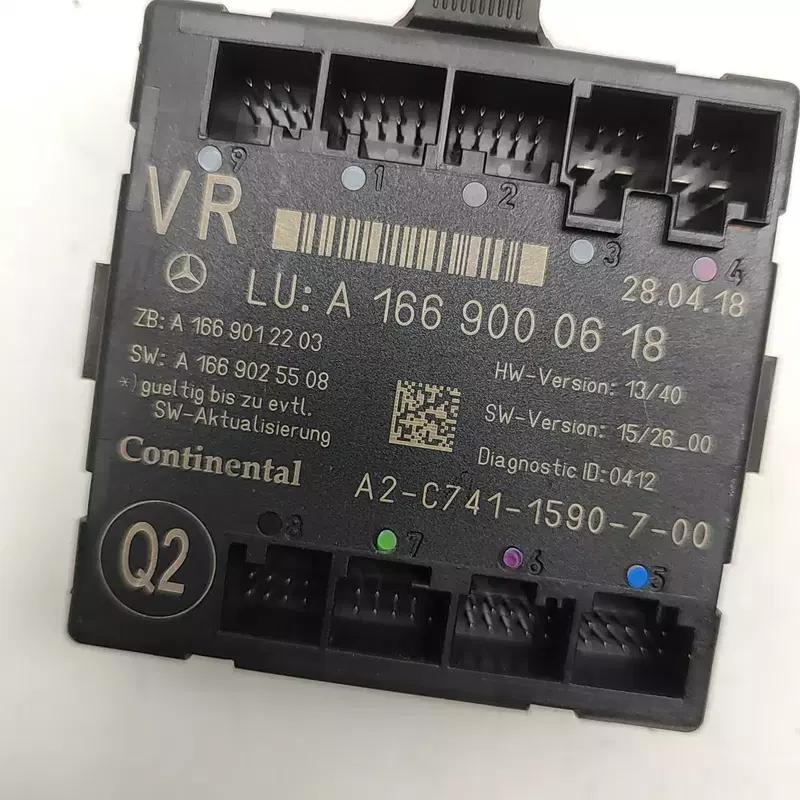 9
1
2
3
4
VR
28.04.18
LU: A 166 900 06 18
ZB: A 166 901 22 03
HW-Version: 13/40
SW: A 166 902 55 08
SW-Version: 15/26_00
*) gueltig bis zu evtl.
SW-Aktualisierung
Diagnostic ID: 0412
Continental
A2-C741-1590-7-00
Q2
8
7
6
5